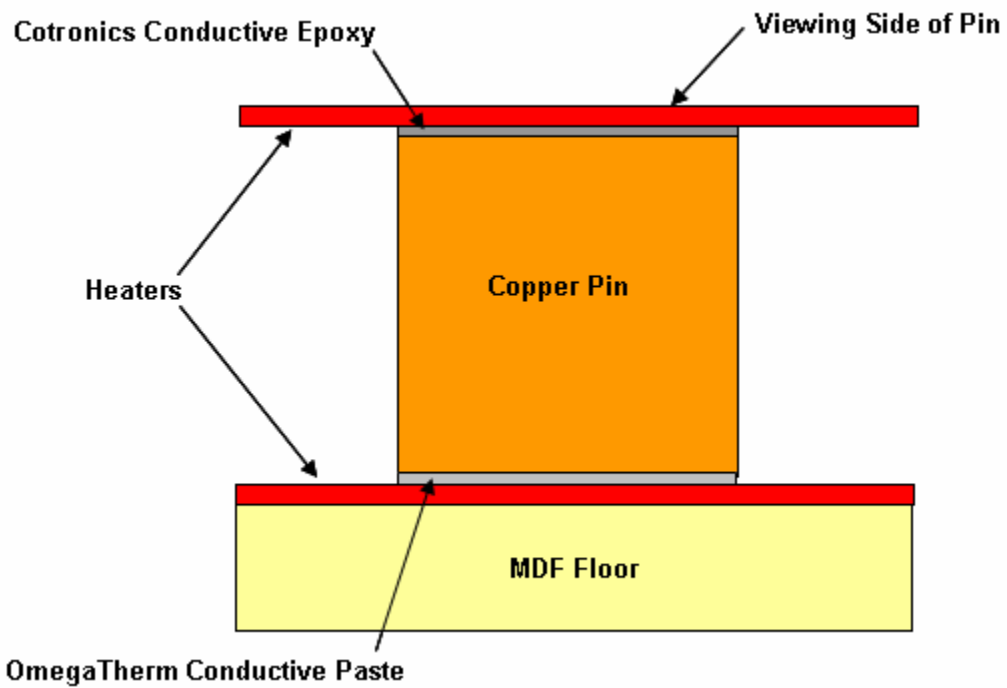 Viewing Side of Pin
Cotronics Conductive Epoxy
Copper Pin
Heaters
MDF Floor
OmegaTherm Conductive Paste